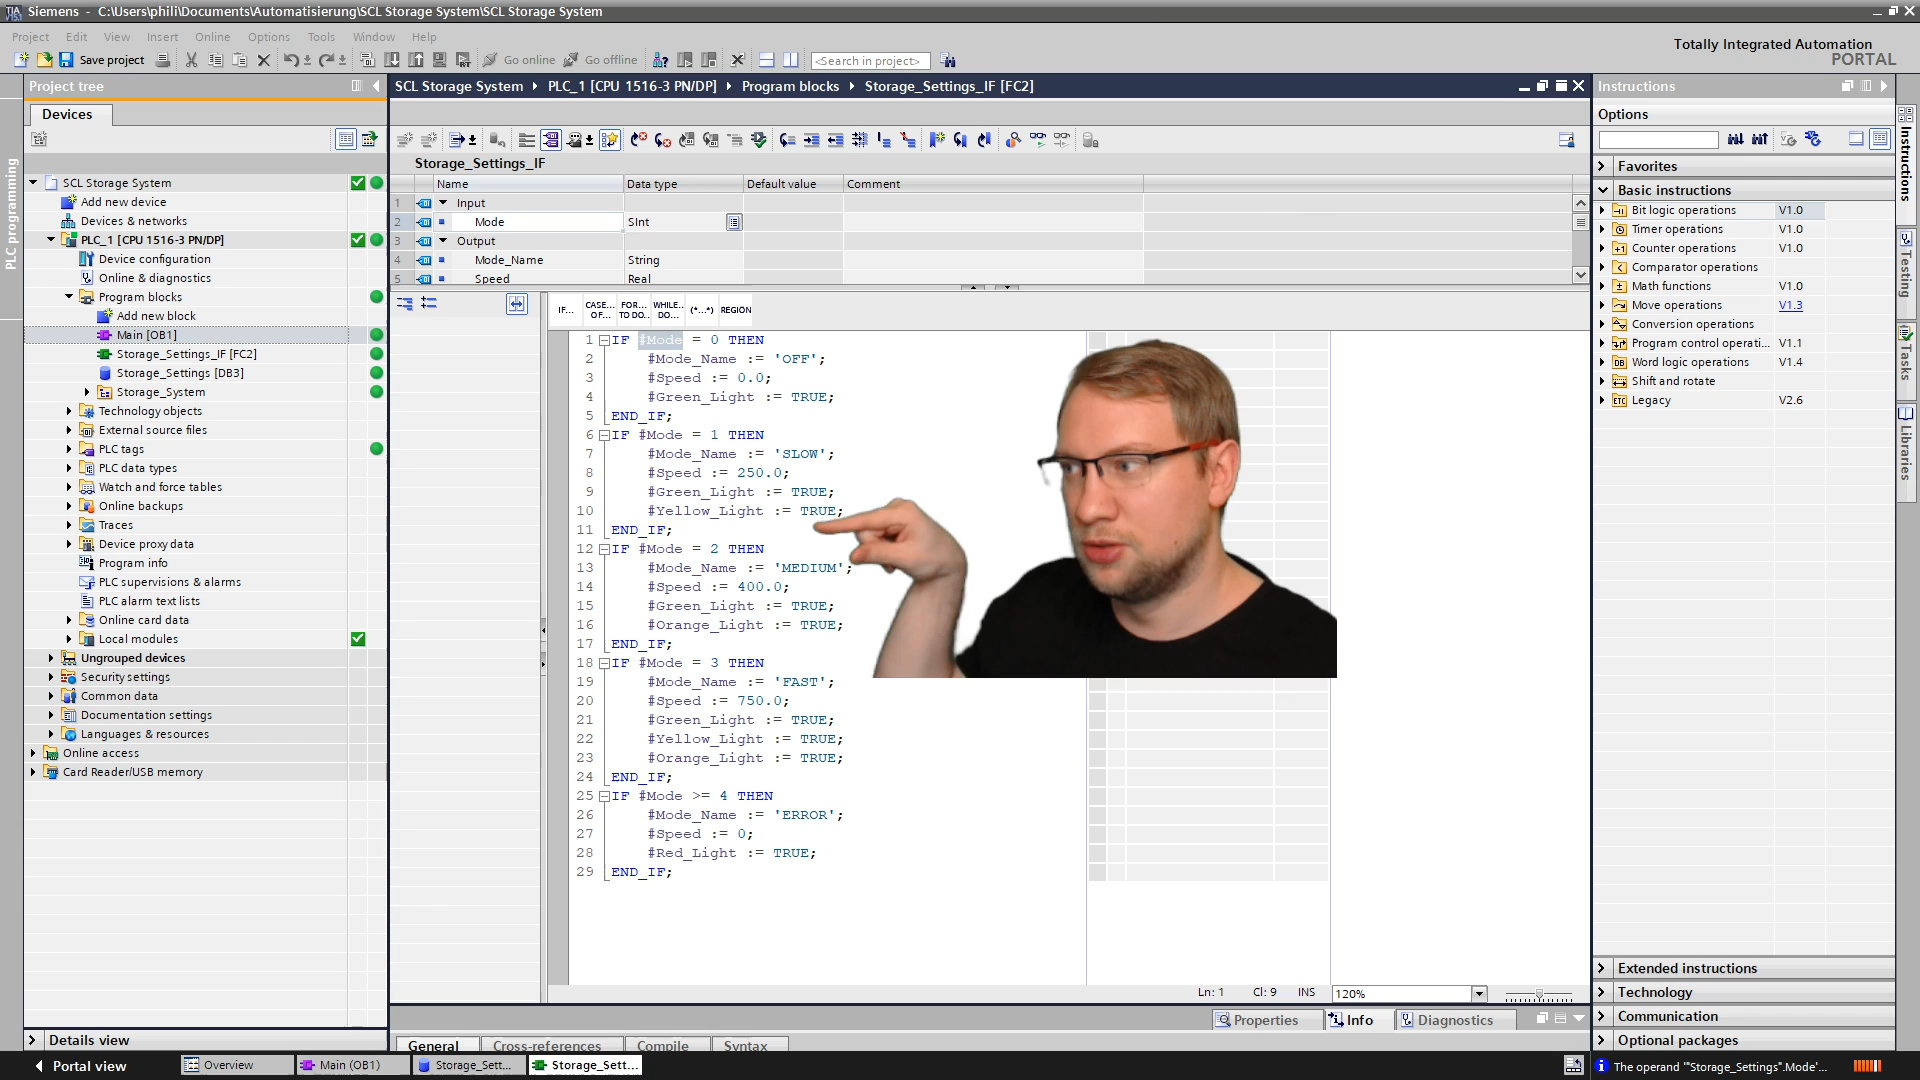 Siemens - C:\Users\phili\Documents\Automatisierung\SCL Storage System\SCL Storage System
Project Edit View Insert Online Options Tools Window Help
Totally Integrated Automation
PORTAL
Save project
Go online
Go offline
<Search in project>
Project tree
SCL Storage System
PLC_1 [CPU 1516-3 PN/DP]
Program blocks
Storage_Settings_IF [FC2]
Instructions
Devices
Options
PLC programming
SCL Storage System
Add new device
Devices & networks
PLC_1 [CPU 1516-3 PN/DP]
Device configuration
Online & diagnostics
Program blocks
Add new block
Main [OB1]
Storage_Settings_IF [FC2]
Storage_Settings [DB3]
Storage_System
Technology objects
External source files
PLC tags
PLC data types
Watch and force tables
Online backups
Traces
Device proxy data
Program info
PLC supervisions & alarms
PLC alarm text lists
Online card data
Local modules
Ungrouped devices
Security settings
Common data
Documentation settings
Languages & resources
Online access
Card Reader/USB memory
Details view
Storage_Settings_IF
Name Data type Default value Comment
1 Input
2 Mode SInt
3 Output
4 Mode_Name String
5 Speed Real
IF... CASE... OF... FOR... TO DO.. WHILE.. DO... (*...*) REGION
1 IF #Mode = 0 THEN
2 #Mode_Name := 'OFF';
3 #Speed := 0.0;
4 #Green_Light := TRUE;
5 END_IF;
6 IF #Mode = 1 THEN
7 #Mode_Name := 'SLOW';
8 #Speed := 250.0;
9 #Green_Light := TRUE;
10 #Yellow_Light := TRUE;
11 END_IF;
12 IF #Mode = 2 THEN
13 #Mode_Name := 'MEDIUM';
14 #Speed := 400.0;
15 #Green_Light := TRUE;
16 #Orange_Light := TRUE;
17 END_IF;
18 IF #Mode = 3 THEN
19 #Mode_Name := 'FAST';
20 #Speed := 750.0;
21 #Green_Light := TRUE;
22 #Yellow_Light := TRUE;
23 #Orange_Light := TRUE;
24 END_IF;
25 IF #Mode >= 4 THEN
26 #Mode_Name := 'ERROR';
27 #Speed := 0;
28 #Red_Light := TRUE;
29 END_IF;
Ln: 1 Cl: 9 INS 120%
Properties Info Diagnostics
General Cross-references Compile Syntax
Favorites
Basic instructions
Bit logic operations V1.0
Timer operations V1.0
Counter operations V1.0
Comparator operations
Math functions V1.0
Move operations V1.3
Conversion operations
Program control operati... V1.1
Word logic operations V1.4
Shift and rotate
Legacy V2.6
Extended instructions
Technology
Communication
Optional packages
Instructions
Testing
Tasks
Libraries
Portal view
Overview
Main (OB1)
Storage_Sett...
Storage_Sett...
The operand '"Storage_Settings".Mode'...